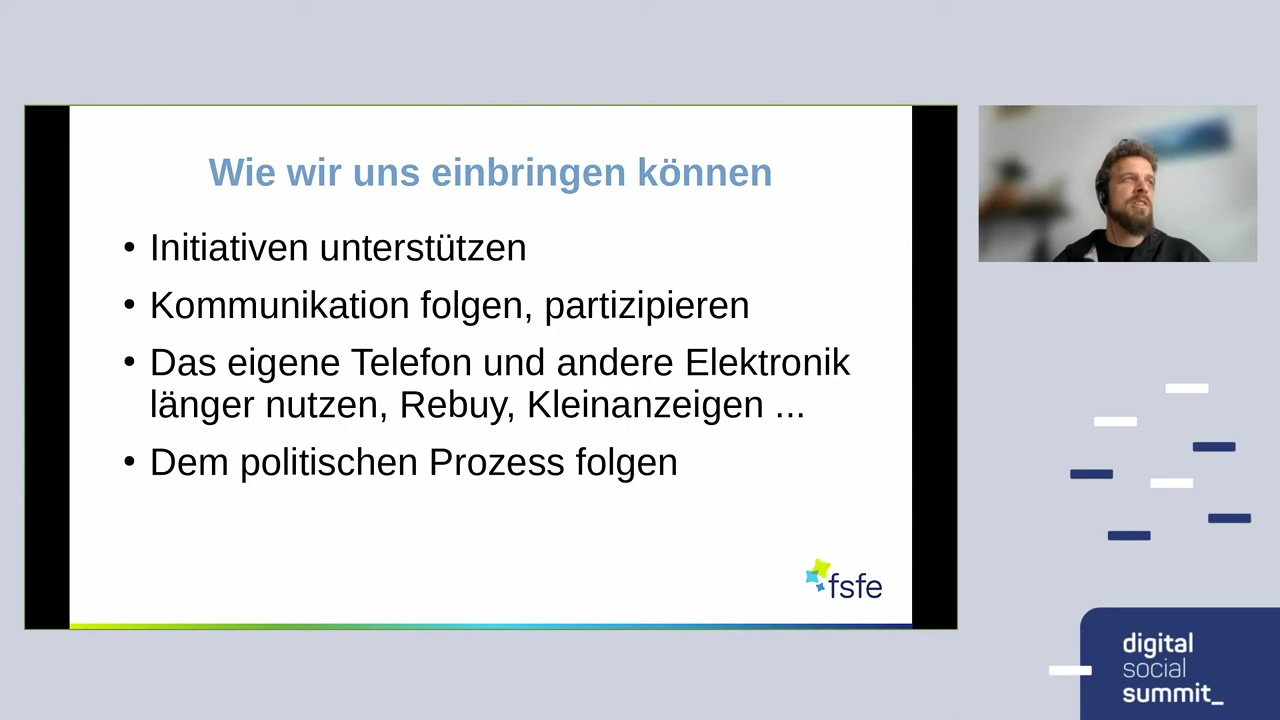 Wie wir uns einbringen können
• Initiativen unterstützen
• Kommunikation folgen, partizipieren
• Das eigene Telefon und andere Elektronik
länger nutzen, Rebuy, Kleinanzeigen ...
• Dem politischen Prozess folgen
fsfe
digital
social
summit_